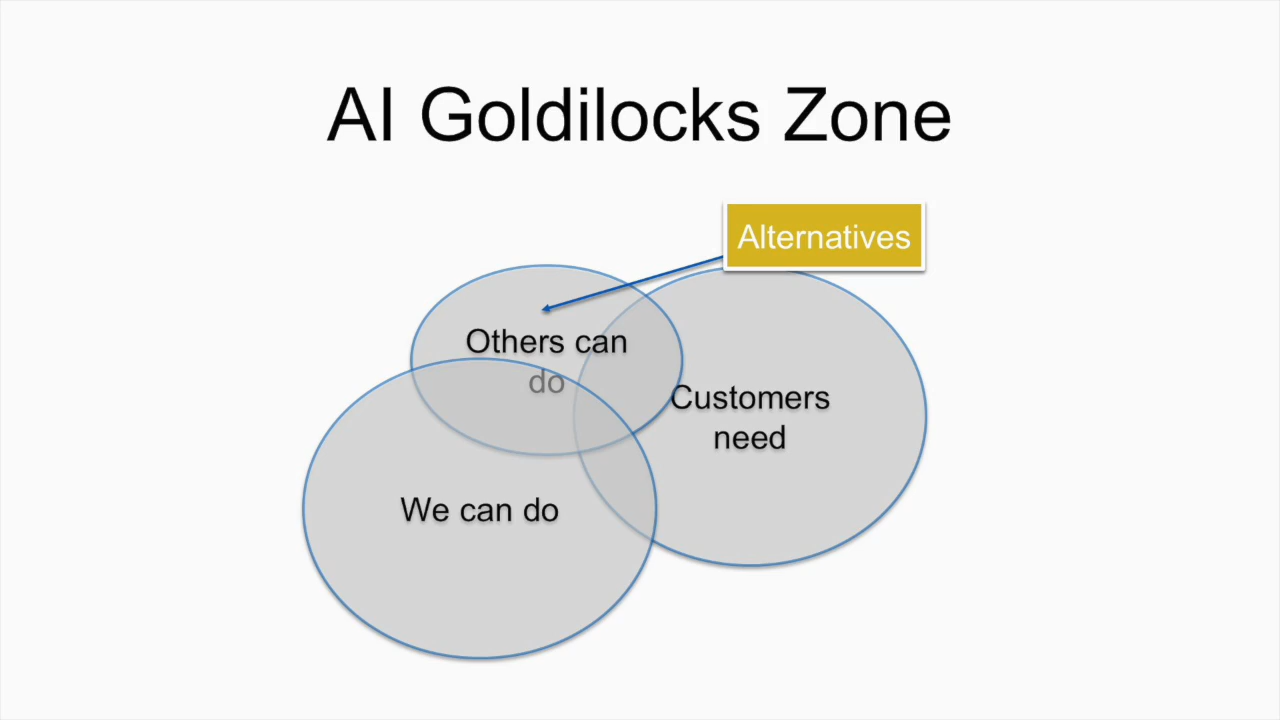 AI Goldilocks Zone
Alternatives
Others can
do
Customers
need
We can do